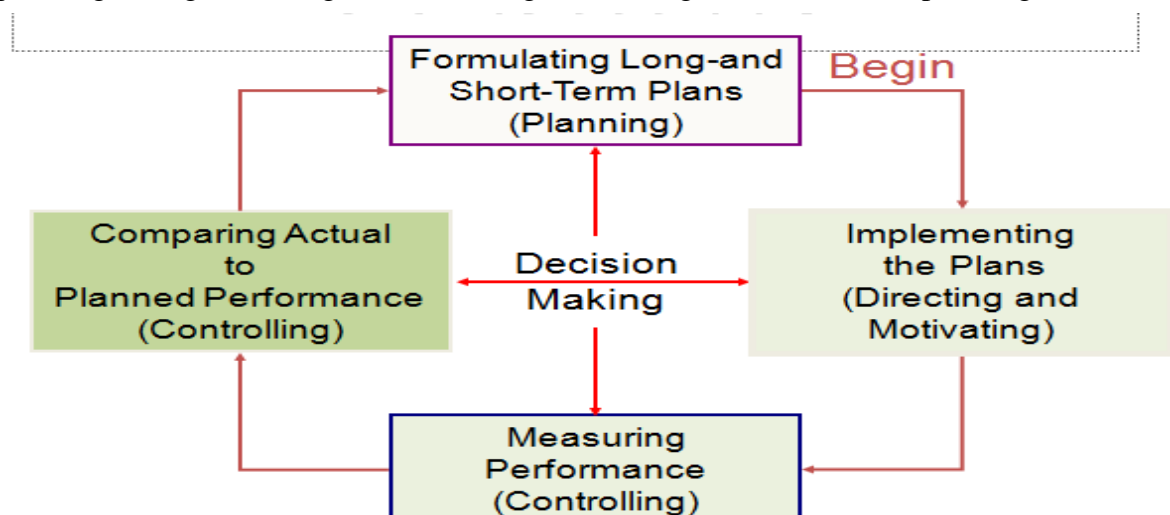 Formulating Long-and
Short-Term Plans
(Planning)
Begin
Comparing Actual
to
Planned Performance
(Controlling)
Decision
Making
Implementing
the Plans
(Directing and
Motivating)
Measuring
Performance
(Controlling)